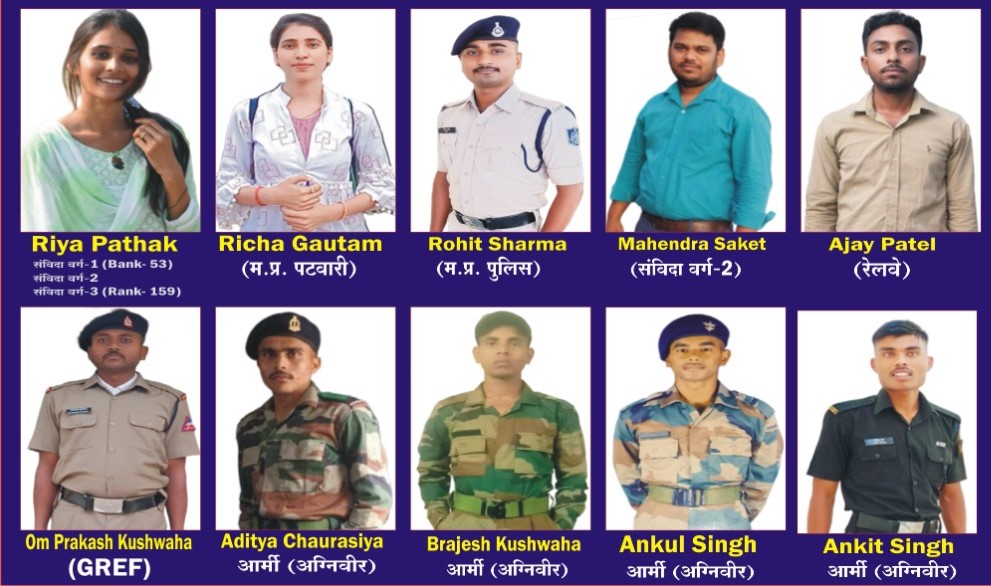 Riya Pathak
संविदा वर्ग-1 (Bank- 53)
संविदा वर्ग-2
संविदा वर्ग-3 (Rank- 159)
Richa Gautam
(म.प्र. पटवारी)
Rohit Sharma
(म.प्र. पुलिस)
Mahendra Saket
(संविदा वर्ग-2)
Ajay Patel
(रेलवे)
Om Prakash Kushwaha
(GREF)
Aditya Chaurasiya
आर्मी (अग्निवीर)
Brajesh Kushwaha
आर्मी (अग्निवीर)
Ankul Singh
आर्मी (अग्निवीर)
Ankit Singh
आर्मी (अग्निवीर)